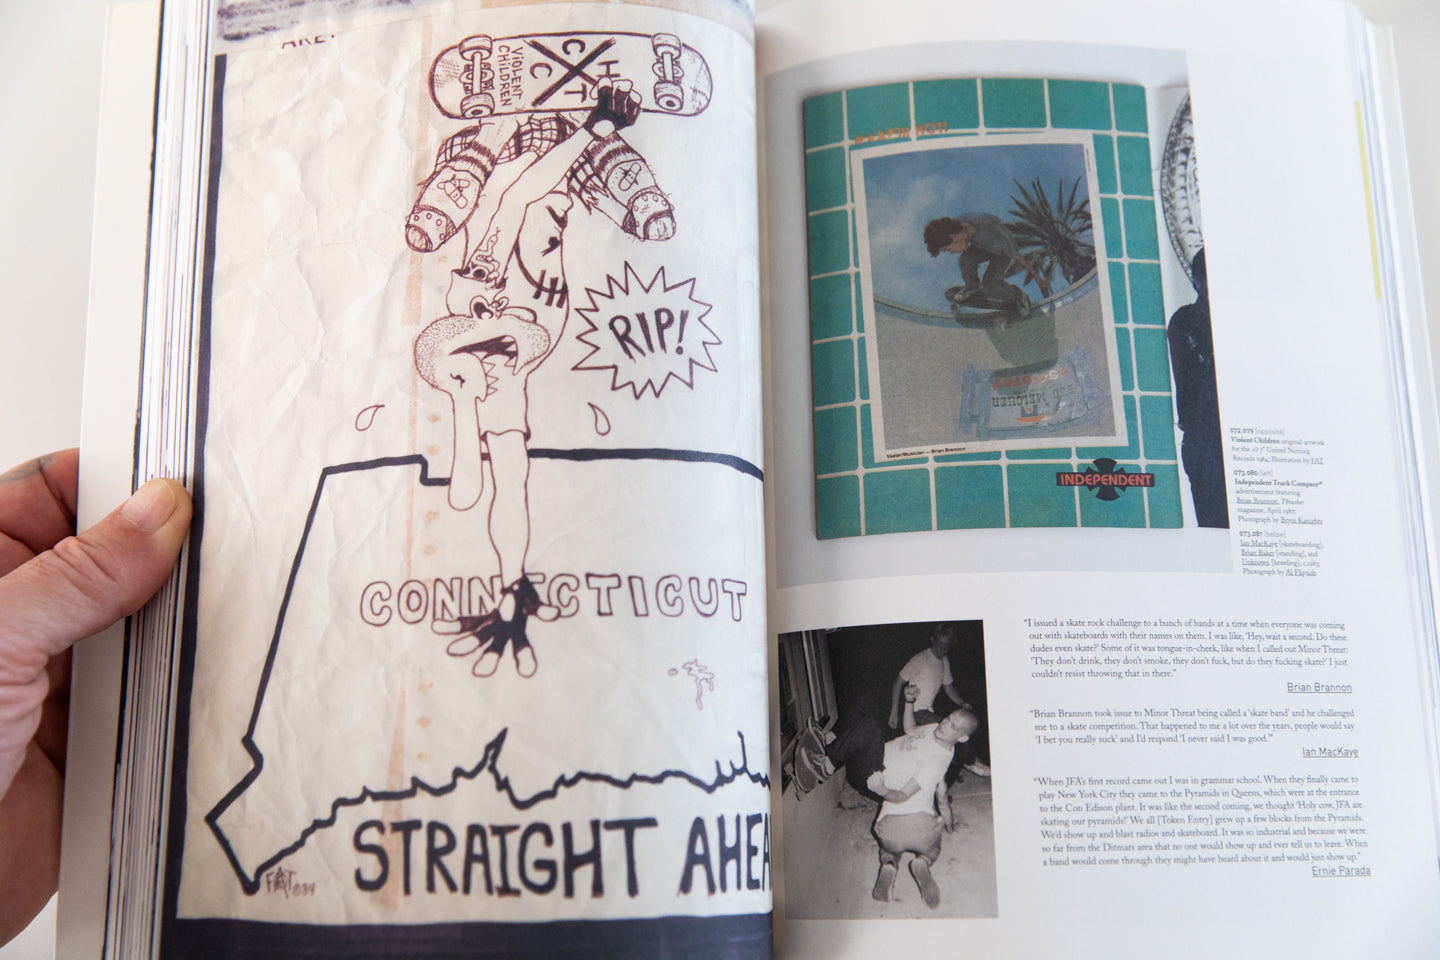 ViOLENT
CHILDREN
C
C H
T
RIP!
CONNECTICUT
STRAIGHT AHEA
FAT ©84
Skater/Musician — Brian Brannon
INDEPENDENT
072.079 [opposite]
Violent Children original artwork
for the v/7" United Nutmeg
Records 1984; Illustration by FAT.
073.080 [left]
Independent Truck Company®
advertisement featuring
Brian Brannon, Thrasher
magazine, April 1987,
Photograph by Bryce Kanights
073.081 [below]
Ian MacKaye [skateboarding],
Brian Baker [standing], and
Unknown [kneeling], c.1983;
Photograph by Al Flipside
“I issued a skate rock challenge to a bunch of bands at a time when everyone was coming
out with skateboards with their names on them. I was like, ‘Hey, wait a second. Do these
dudes even skate?’ Some of it was tongue-in-cheek, like when I called out Minor Threat:
‘They don’t drink, they don’t smoke, they don’t fuck, but do they fucking skate?’ I just
couldn’t resist throwing that in there.”
Brian Brannon
“Brian Brannon took issue to Minor Threat being called a ‘skate band’ and he challenged
me to a skate competition. That happened to me a lot over the years, people would say
‘I bet you really suck’ and I’d respond ‘I never said I was good.’”
Ian MacKaye
“When JFA’s first record came out I was in grammar school. When they finally came to
play New York City they came to the Pyramids in Queens, which were at the entrance
to the Con Edison plant. It was like the second coming, we thought ‘Holy cow, JFA are
skating our pyramids!’ We all [Token Entry] grew up a few blocks from the Pyramids.
We’d show up and blast radios and skateboard. It was so industrial and because we were
so far from the Ditmars area that no one would show up and ever tell us to leave. When
a band would come through they might have heard about it and would just show up.”
Ernie Parada